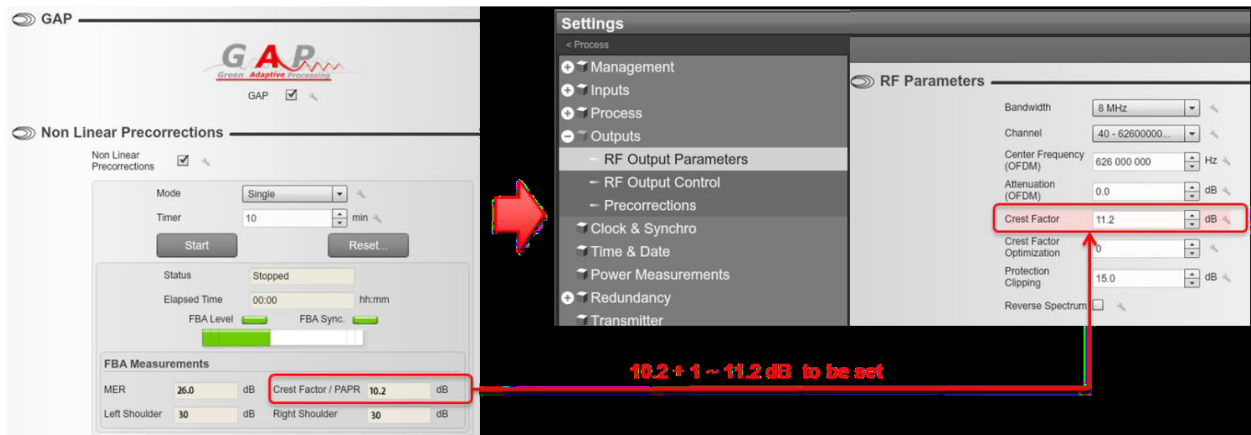 GAP
GAP
Green Adaptive Processing
GAP
Non Linear Precorrections
Non Linear
Precorrections
Mode Single
Timer 10 min
Start Reset...
Status Stopped
Elapsed Time 00:00 hh:mm
FBA Level FBA Sync.
FBA Measurements
MER 26.0 dB Crest Factor / PAPR 10.2 dB
Left Shoulder 30 dB Right Shoulder 30 dB
Settings
< Process
Management
Inputs
Process
Outputs
RF Output Parameters
RF Output Control
Precorrections
Clock & Synchro
Time & Date
Power Measurements
Redundancy
Transmitter
RF Parameters
Bandwidth 8 MHz
Channel 40 - 62600000...
Center Frequency
(OFDM) 626 000 000 Hz
Attenuation
(OFDM) 0.0 dB
Crest Factor 11.2 dB
Crest Factor
Optimization 0
Protection
Clipping 15.0 dB
Reverse Spectrum
10.2 + 1 ~ 11.2 dB to be set